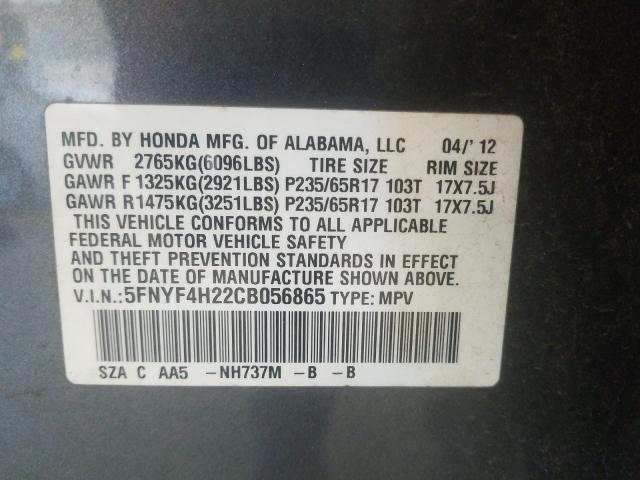 MFD. BY HONDA MFG. OF ALABAMA, LLC 04/'12
GVWR 2765KG(6096LBS) TIRE SIZE RIM SIZE
GAWR F 1325KG(2921LBS) P235/65R17 103T 17X7.5J
GAWR R1475KG(3251LBS) P235/65R17 103T 17X7.5J
THIS VEHICLE CONFORMS TO ALL APPLICABLE
FEDERAL MOTOR VEHICLE SAFETY
AND THEFT PREVENTION STANDARDS IN EFFECT
ON THE DATE OF MANUFACTURE SHOWN ABOVE.
V.I.N.:5FNYF4H22CB056865 TYPE: MPV
SZA C AA5 -NH737M -B -B